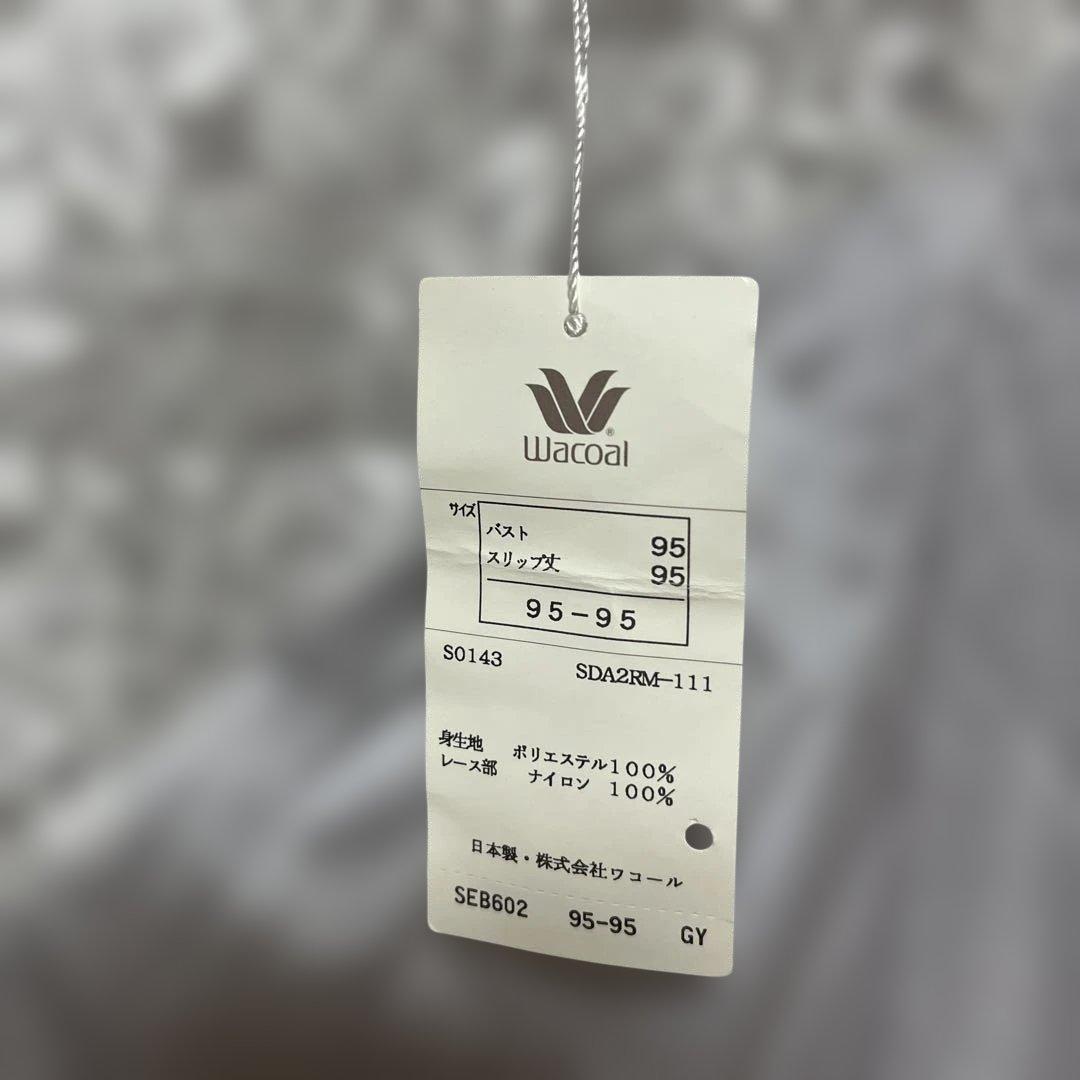 Wacoal
サイズ
バスト 95
スリップ丈 95
95-95
S0143 SDA2RM-111
身生地 ポリエステル100%
レース部 ナイロン 100%
日本製・株式会社ワコール
SEB602 95-95 GY